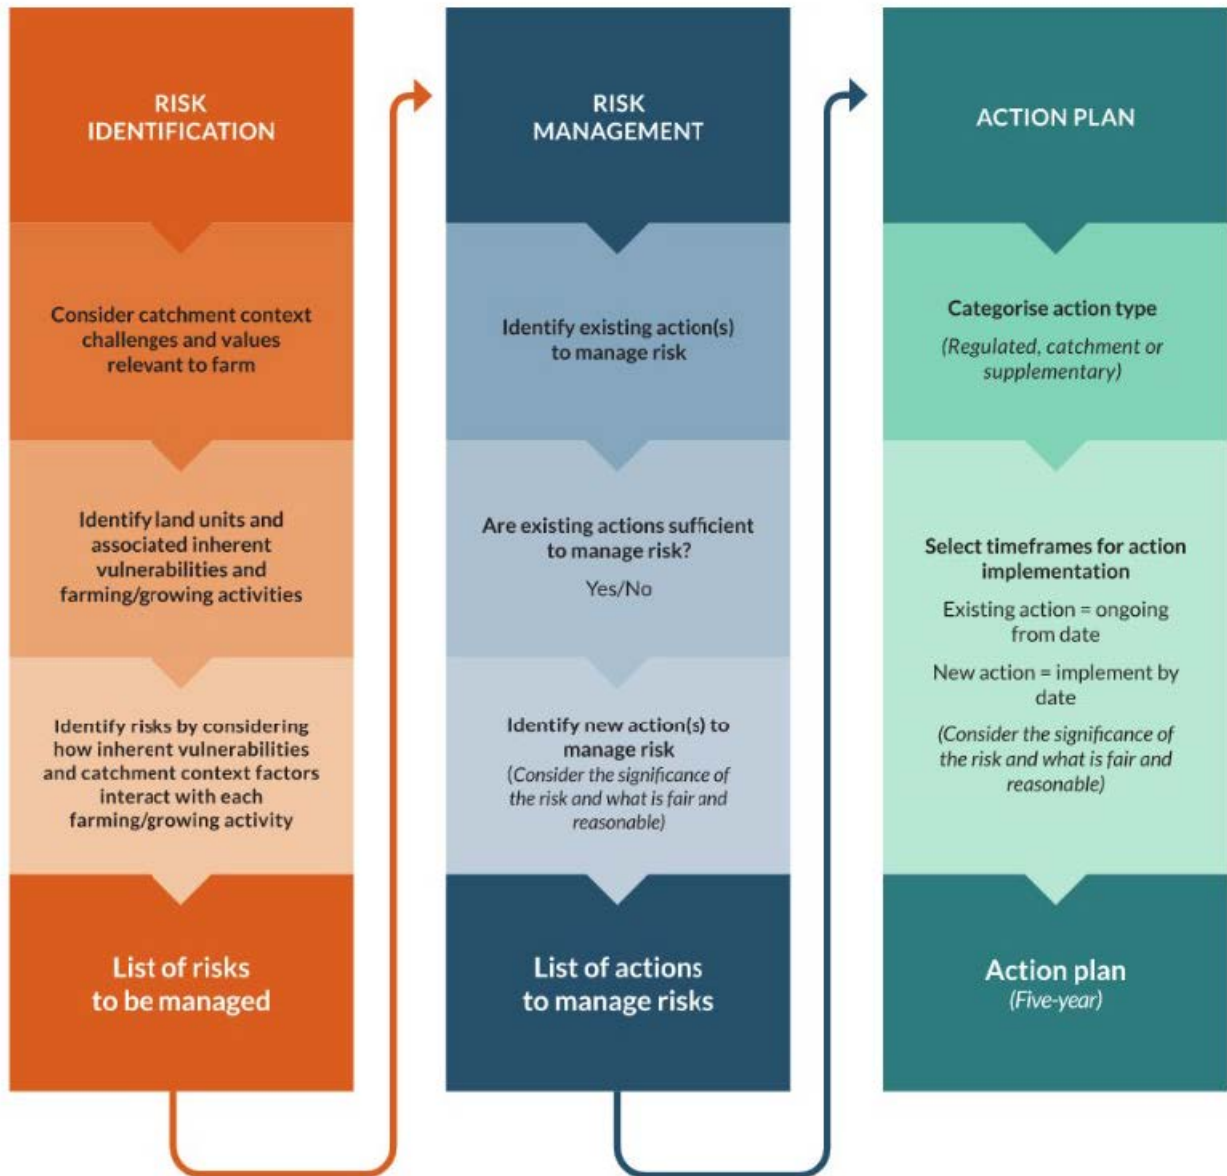 RISK
IDENTIFICATION
Consider catchment context
challenges and values
relevant to farm
Identify land units and
associated inherent
vulnerabilities and
farming/growing activities
Identify risks by considering
how inherent vulnerabilities
and catchment context factors
interact with each
farming/growing activity
List of risks
to be managed
RISK
MANAGEMENT
Identify existing action(s)
to manage risk
Are existing actions sufficient
to manage risk?
Yes/No
Identify new action(s) to
manage risk
(Consider the significance of
the risk and what is fair and
reasonable)
List of actions
to manage risks
ACTION PLAN
Categorise action type
(Regulated, catchment or
supplementary)
Select timeframes for action
implementation
Existing action = ongoing
from date
New action = implement by
date
(Consider the significance of
the risk and what is fair and
reasonable)
Action plan
(Five-year)